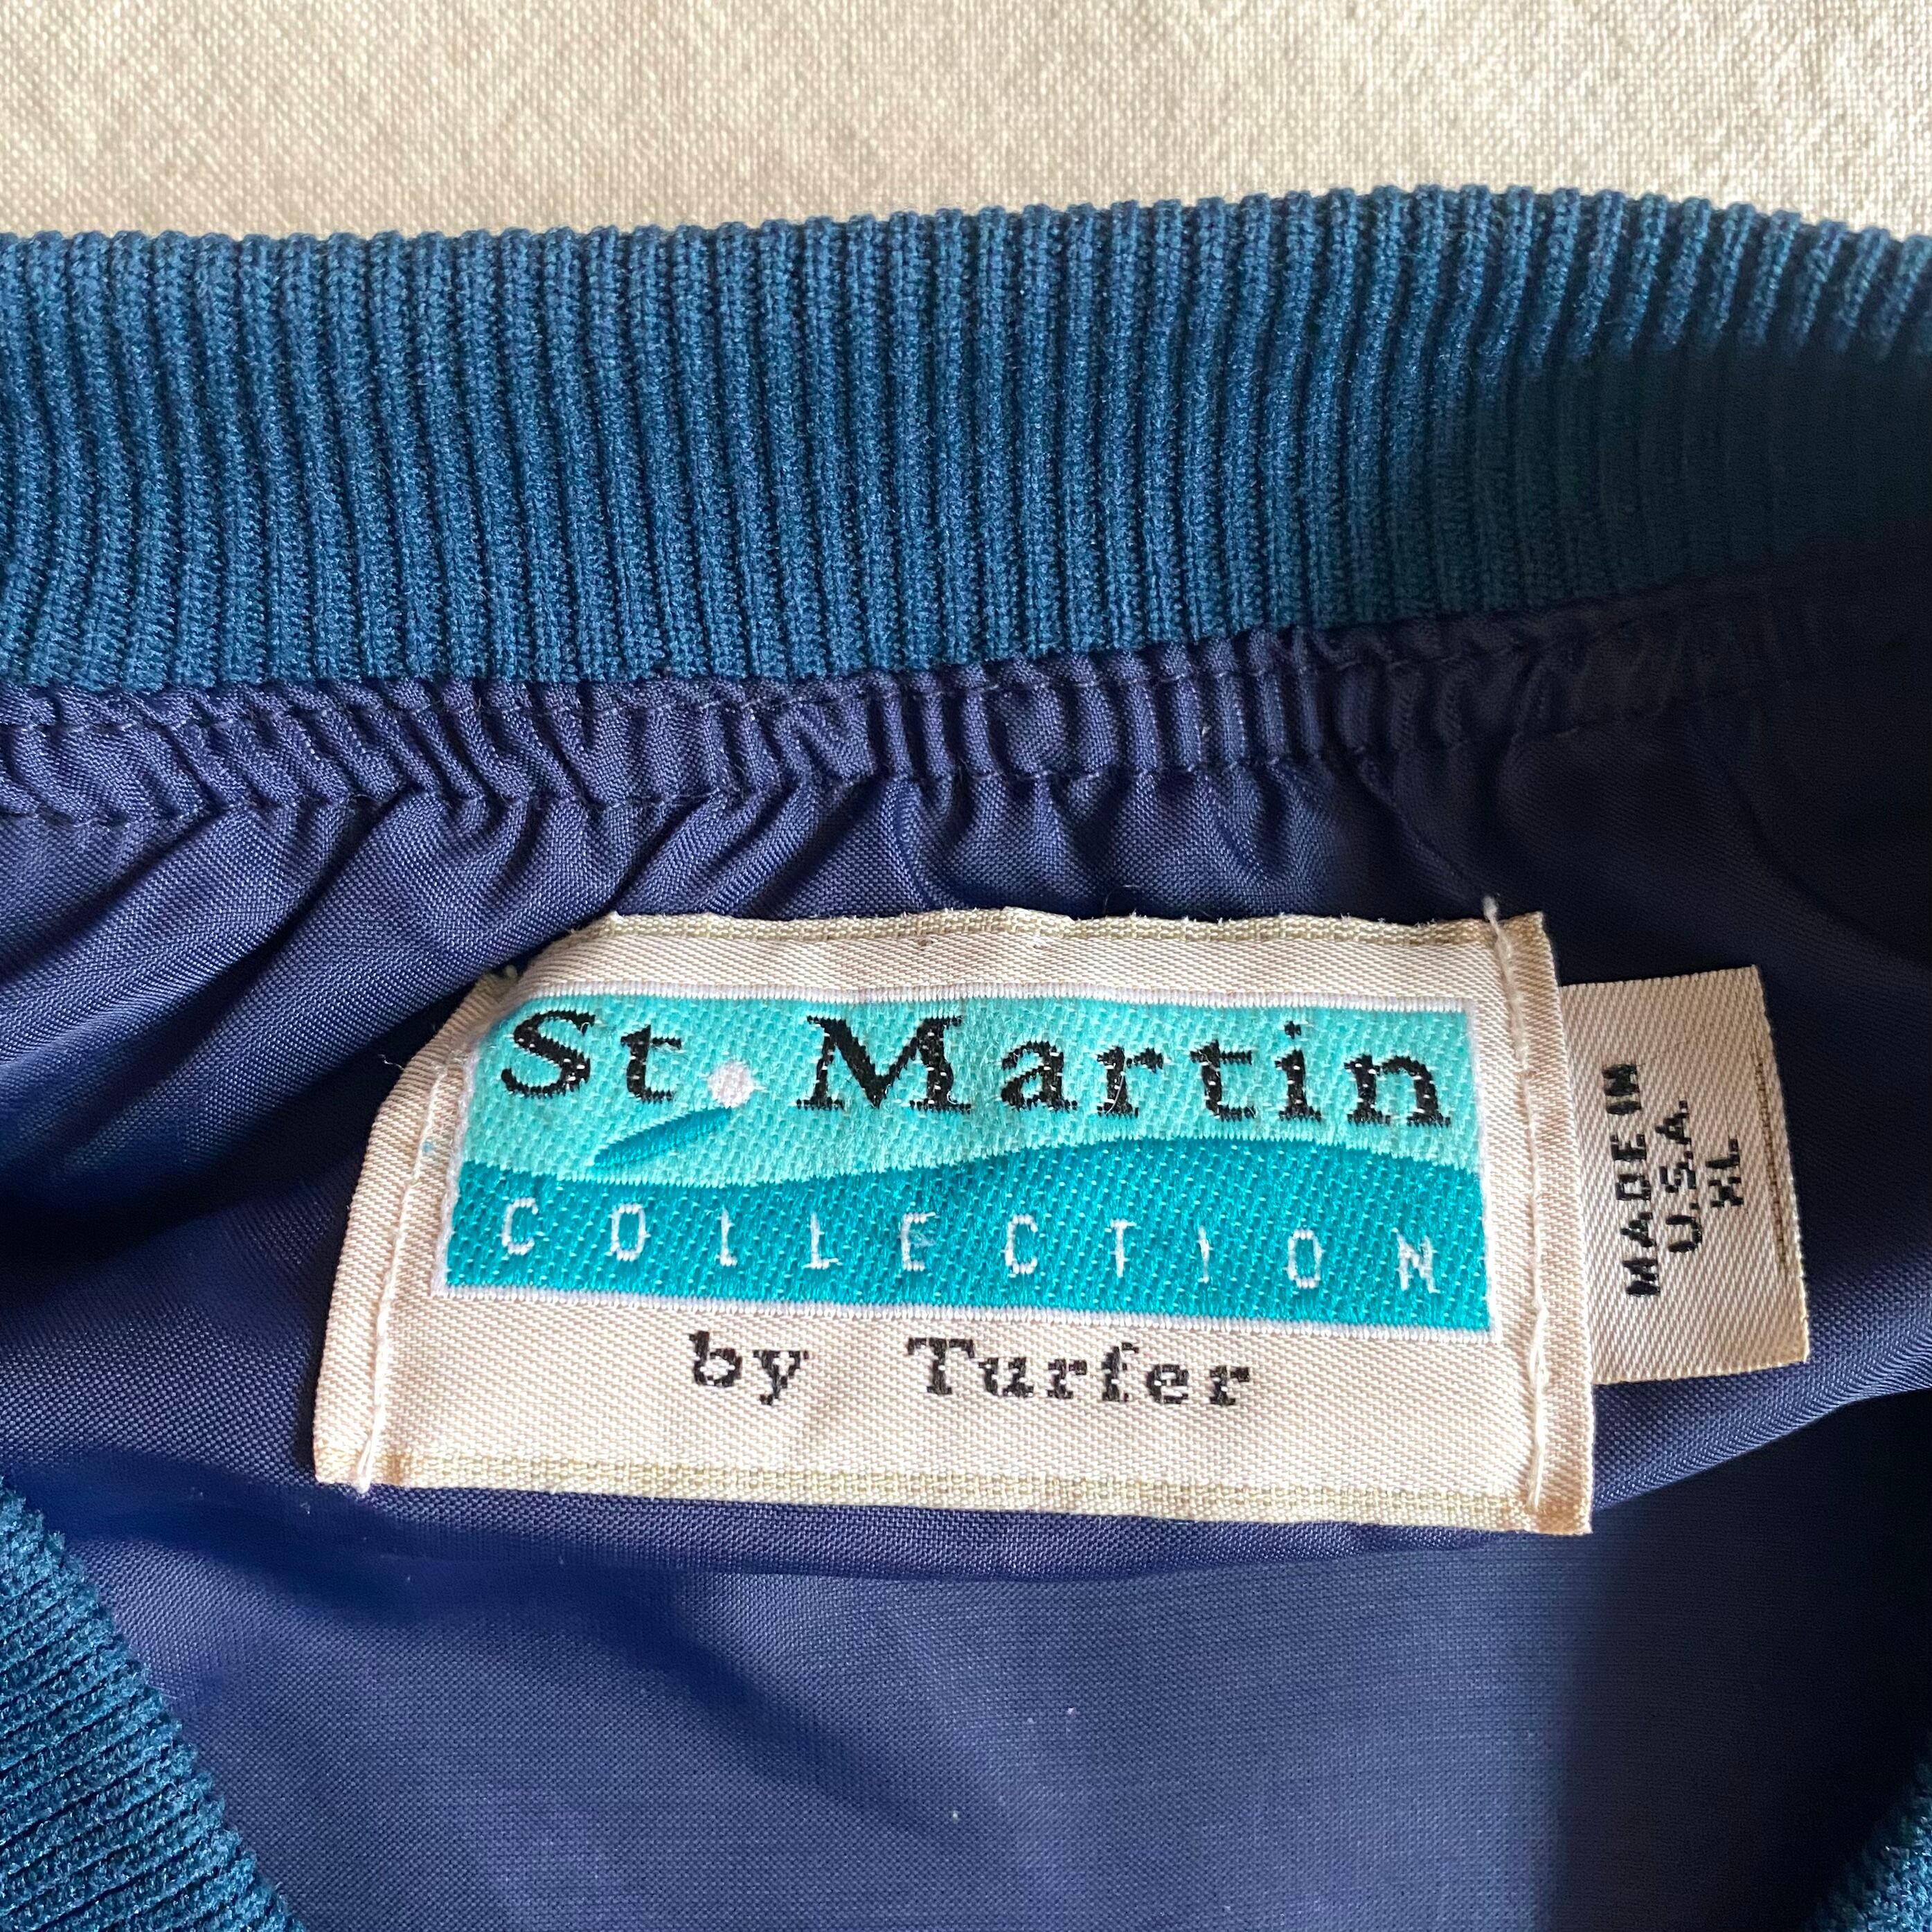 St. Martin
COLLECTION
by Turfer
MADE IN
U.S.A.
XL